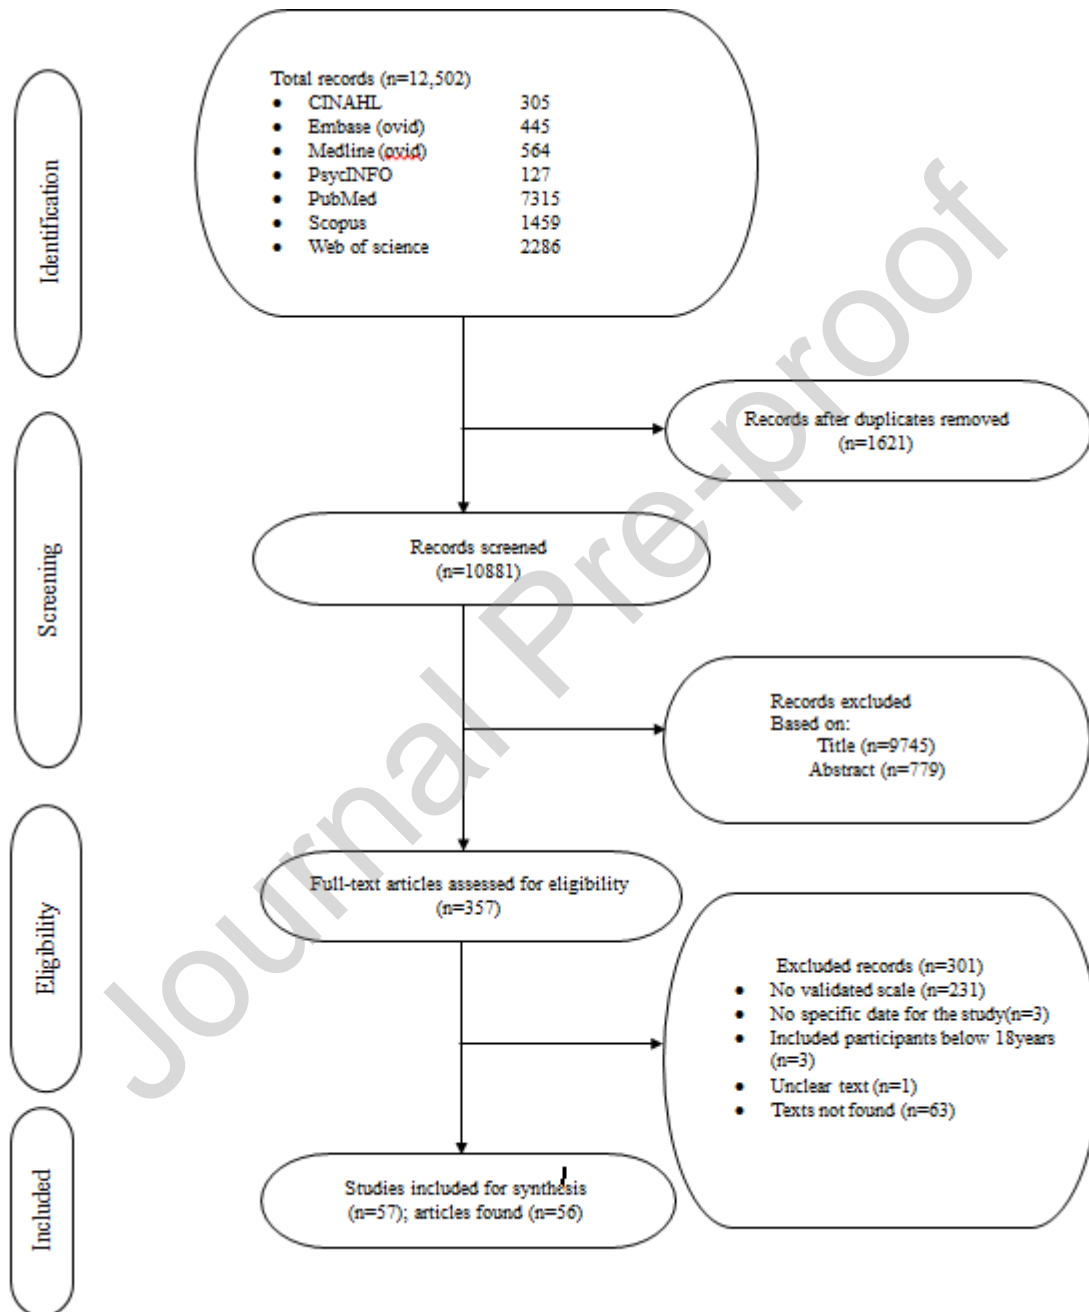 Identification
Total records (n=12,502)
• CINAHL 305
• Embase (ovid) 445
• Medline (ovid) 564
• PsycINFO 127
• PubMed 7315
• Scopus 1459
• Web of science 2286
Screening
Records after duplicates removed
(n=1621)
Records screened
(n=10881)
Records excluded
Based on:
Title (n=9745)
Abstract (n=779)
Eligibility
Full-text articles assessed for eligibility
(n=357)
Excluded records (n=301)
• No validated scale (n=231)
• No specific date for the study(n=3)
• Included participants below 18years
(n=3)
• Unclear text (n=1)
• Texts not found (n=63)
Included
Studies included for synthesis
(n=57); articles found (n=56)
Journal Pre-proof